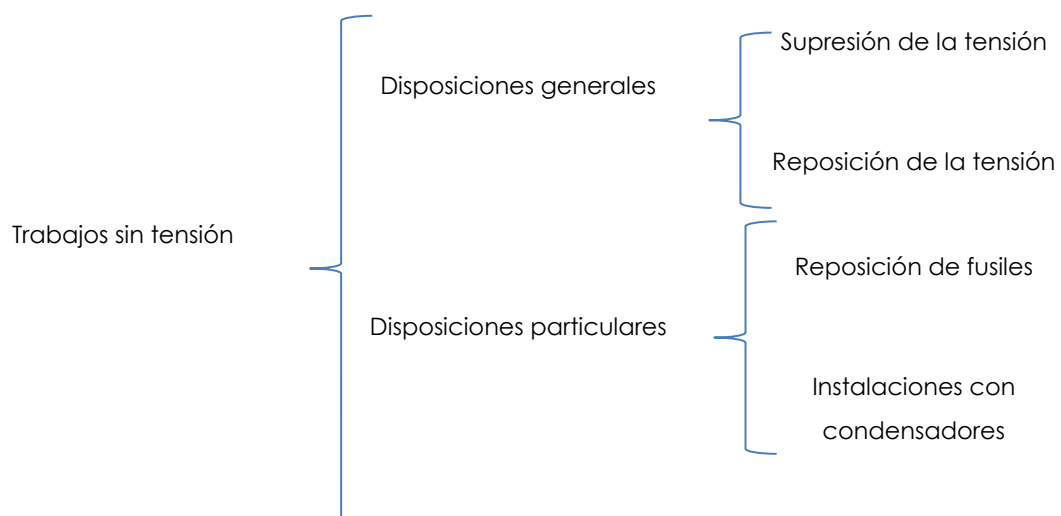 Supresión de la tensión
Disposiciones generales
Reposición de la tensión
Trabajos sin tensión
Reposición de fusiles
Disposiciones particulares
Instalaciones con
condensadores